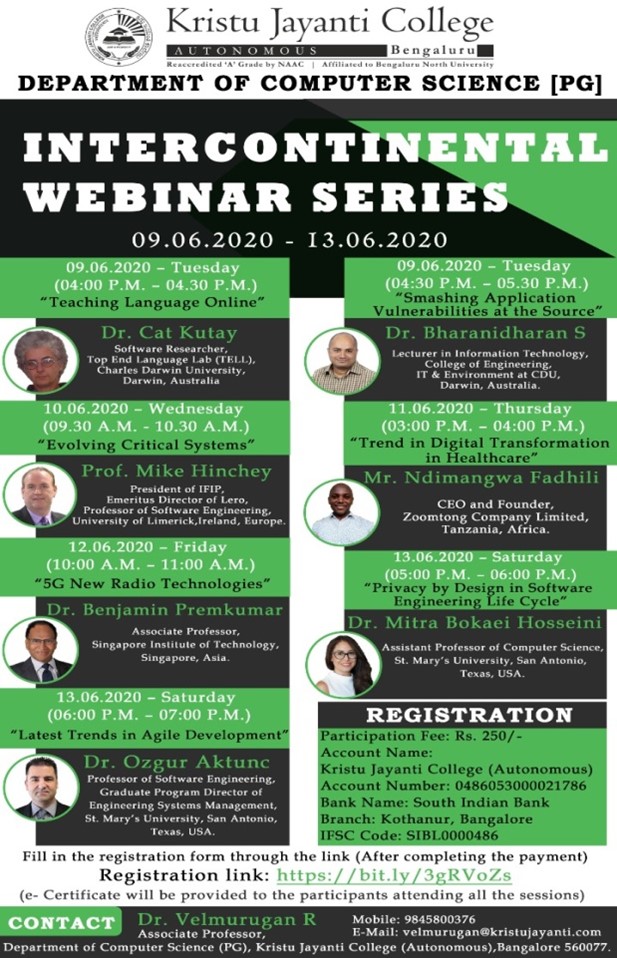 Kristu Jayanti College
AUTONOMOUS Bengaluru
Reaccredited 'A' Grade by NAAC | Affiliated to Bengaluru North University
DEPARTMENT OF COMPUTER SCIENCE [PG]
INTERCONTINENTAL
WEBINAR SERIES
09.06.2020 - 13.06.2020
09.06.2020 – Tuesday
(04:00 P.M. – 04.30 P.M.)
“Teaching Language Online”
Dr. Cat Kutay
Software Researcher,
Top End Language Lab (TELL),
Charles Darwin University,
Darwin, Australia
09.06.2020 – Tuesday
(04:30 P.M. – 05.30 P.M.)
“Smashing Application
Vulnerabilities at the Source”
Dr. Bharanidharan S
Lecturer in Information Technology,
College of Engineering,
IT & Environment at CDU,
Darwin, Australia.
10.06.2020 – Wednesday
(09.30 A.M. - 10.30 A.M.)
“Evolving Critical Systems”
Prof. Mike Hinchey
President of IFIP,
Emeritus Director of Lero,
Professor of Software Engineering,
University of Limerick,Ireland, Europe.
11.06.2020 – Thursday
(03:00 P.M. – 04:00 P.M.)
“Trend in Digital Transformation
in Healthcare”
Mr. Ndimangwa Fadhili
CEO and Founder,
Zoomtong Company Limited,
Tanzania, Africa.
12.06.2020 – Friday
(10:00 A.M. – 11:00 A.M.)
“5G New Radio Technologies”
Dr. Benjamin Premkumar
Associate Professor,
Singapore Institute of Technology,
Singapore, Asia.
13.06.2020 – Saturday
(05:00 P.M. – 06:00 P.M.)
“Privacy by Design in Software
Engineering Life Cycle”
Dr. Mitra Bokaei Hosseini
Assistant Professor of Computer Science,
St. Mary’s University, San Antonio,
Texas, USA.
13.06.2020 – Saturday
(06:00 P.M. – 07:00 P.M.)
“Latest Trends in Agile Development”
Dr. Ozgur Aktunc
Professor of Software Engineering,
Graduate Program Director of
Engineering Systems Management,
St. Mary’s University, San Antonio,
Texas, USA.
REGISTRATION
Participation Fee: Rs. 250/-
Account Name:
Kristu Jayanti College (Autonomous)
Account Number: 0486053000021786
Bank Name: South Indian Bank
Branch: Kothanur, Bangalore
IFSC Code: SIBL0000486
Fill in the registration form through the link (After completing the payment)
Registration link: https://bit.ly/3gRVoZs
(e- Certificate will be provided to the participants attending all the sessions)
CONTACT
Dr. Velmurugan R
Associate Professor,
Mobile: 9845800376
E-Mail: velmurugan@kristujayanti.com
Department of Computer Science (PG), Kristu Jayanti College (Autonomous),Bangalore 560077.